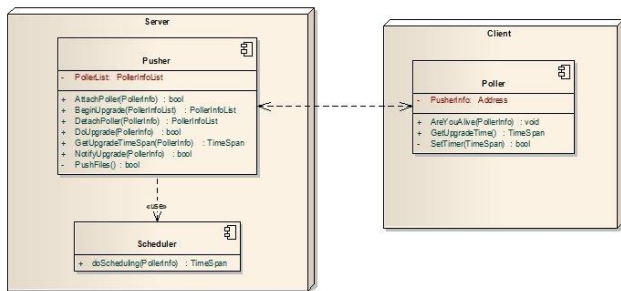 Server
Pusher
- PollerList: PollerInfoList
+ AttachPoller(PollerInfo) : bool
+ BeginUpgrade(PollerInfoList) : PollerInfoList
+ DetachPoller(PollerInfo) : PollerInfoList
+ DoUpgrade(PollerInfo) : bool
+ GetUpgradeTimeSpan(PollerInfo) : TimeSpan
+ NotifyUpgrade(PollerInfo) : bool
- PushFiles() : bool
«use»
Scheduler
+ doScheduling(PollerInfo) : TimeSpan
Client
Poller
- PusherInfo: Address
+ AreYouAlive(PollerInfo) : void
+ GetUpgradeTime() : TimeSpan
- SetTimer(TimeSpan) : bool